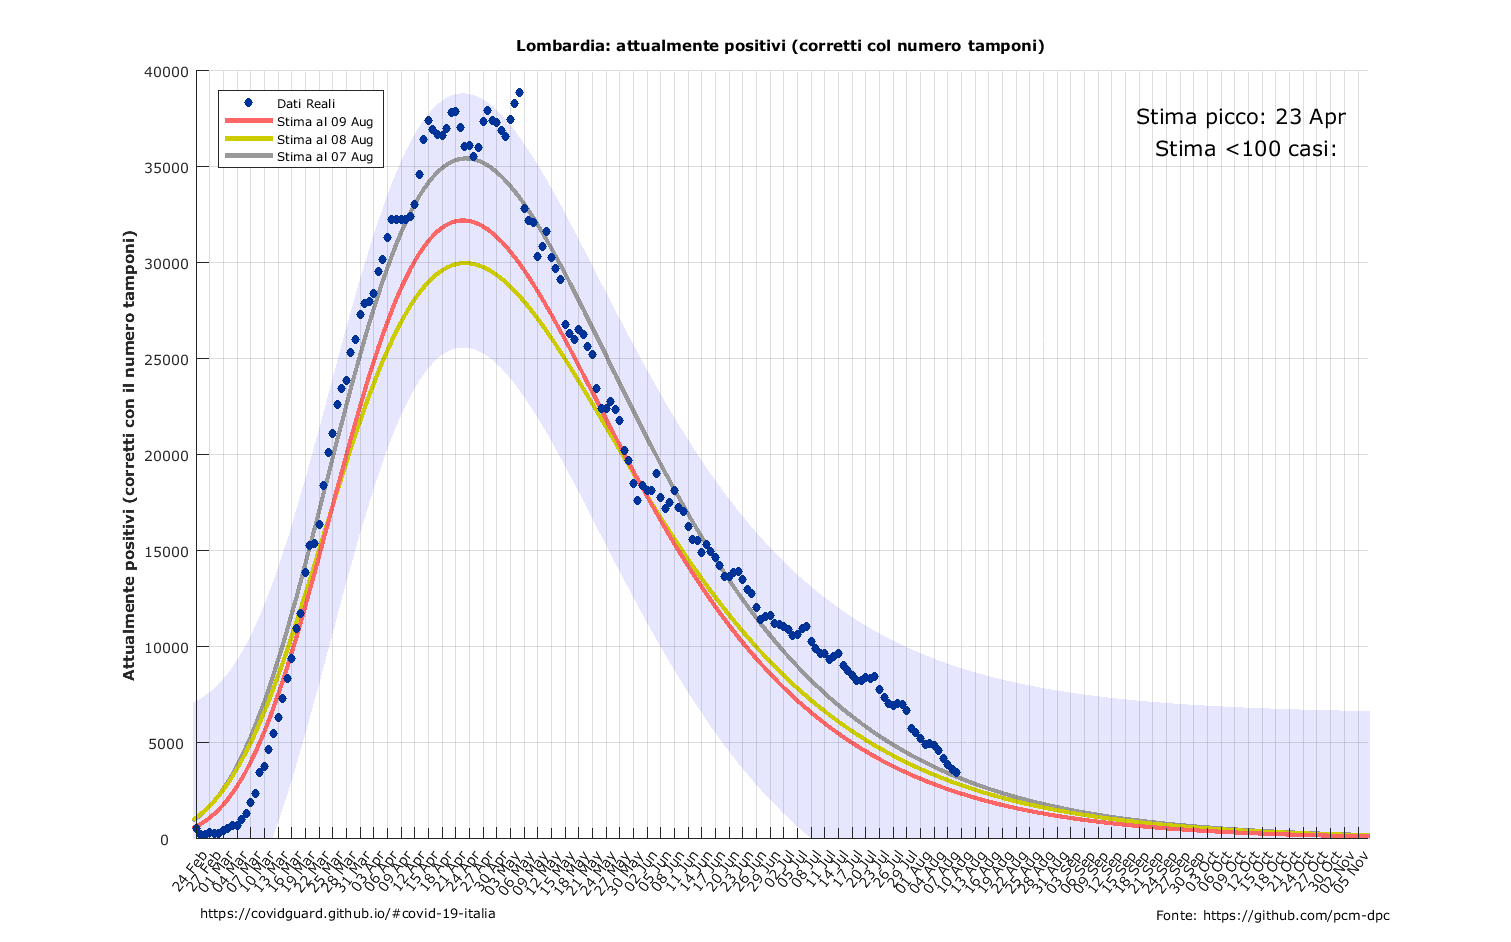 Lombardia: attualmente positivi (corretti col numero tamponi)
Attualmente positivi (corretti con il numero tamponi)
40000
35000
30000
25000
20000
15000
10000
5000
0
Dati Reali
Stima al 09 Aug
Stima al 08 Aug
Stima al 07 Aug
Stima picco: 23 Apr
Stima <100 casi:
24 Feb
27 Feb
01 Mar
04 Mar
07 Mar
10 Mar
13 Mar
16 Mar
19 Mar
22 Mar
25 Mar
28 Mar
31 Mar
03 Apr
06 Apr
09 Apr
12 Apr
15 Apr
18 Apr
21 Apr
24 Apr
27 Apr
30 Apr
03 May
06 May
09 May
12 May
15 May
18 May
21 May
24 May
27 May
30 May
02 Jun
05 Jun
08 Jun
11 Jun
14 Jun
17 Jun
20 Jun
23 Jun
26 Jun
29 Jun
02 Jul
05 Jul
08 Jul
11 Jul
14 Jul
17 Jul
20 Jul
23 Jul
26 Jul
29 Jul
01 Aug
04 Aug
07 Aug
10 Aug
13 Aug
16 Aug
19 Aug
22 Aug
25 Aug
28 Aug
31 Aug
03 Sep
06 Sep
09 Sep
12 Sep
15 Sep
18 Sep
21 Sep
24 Sep
27 Sep
30 Sep
03 Oct
06 Oct
09 Oct
12 Oct
15 Oct
18 Oct
21 Oct
24 Oct
27 Oct
30 Oct
02 Nov
05 Nov
https://covidguard.github.io/#covid-19-italia
Fonte: https://github.com/pcm-dpc